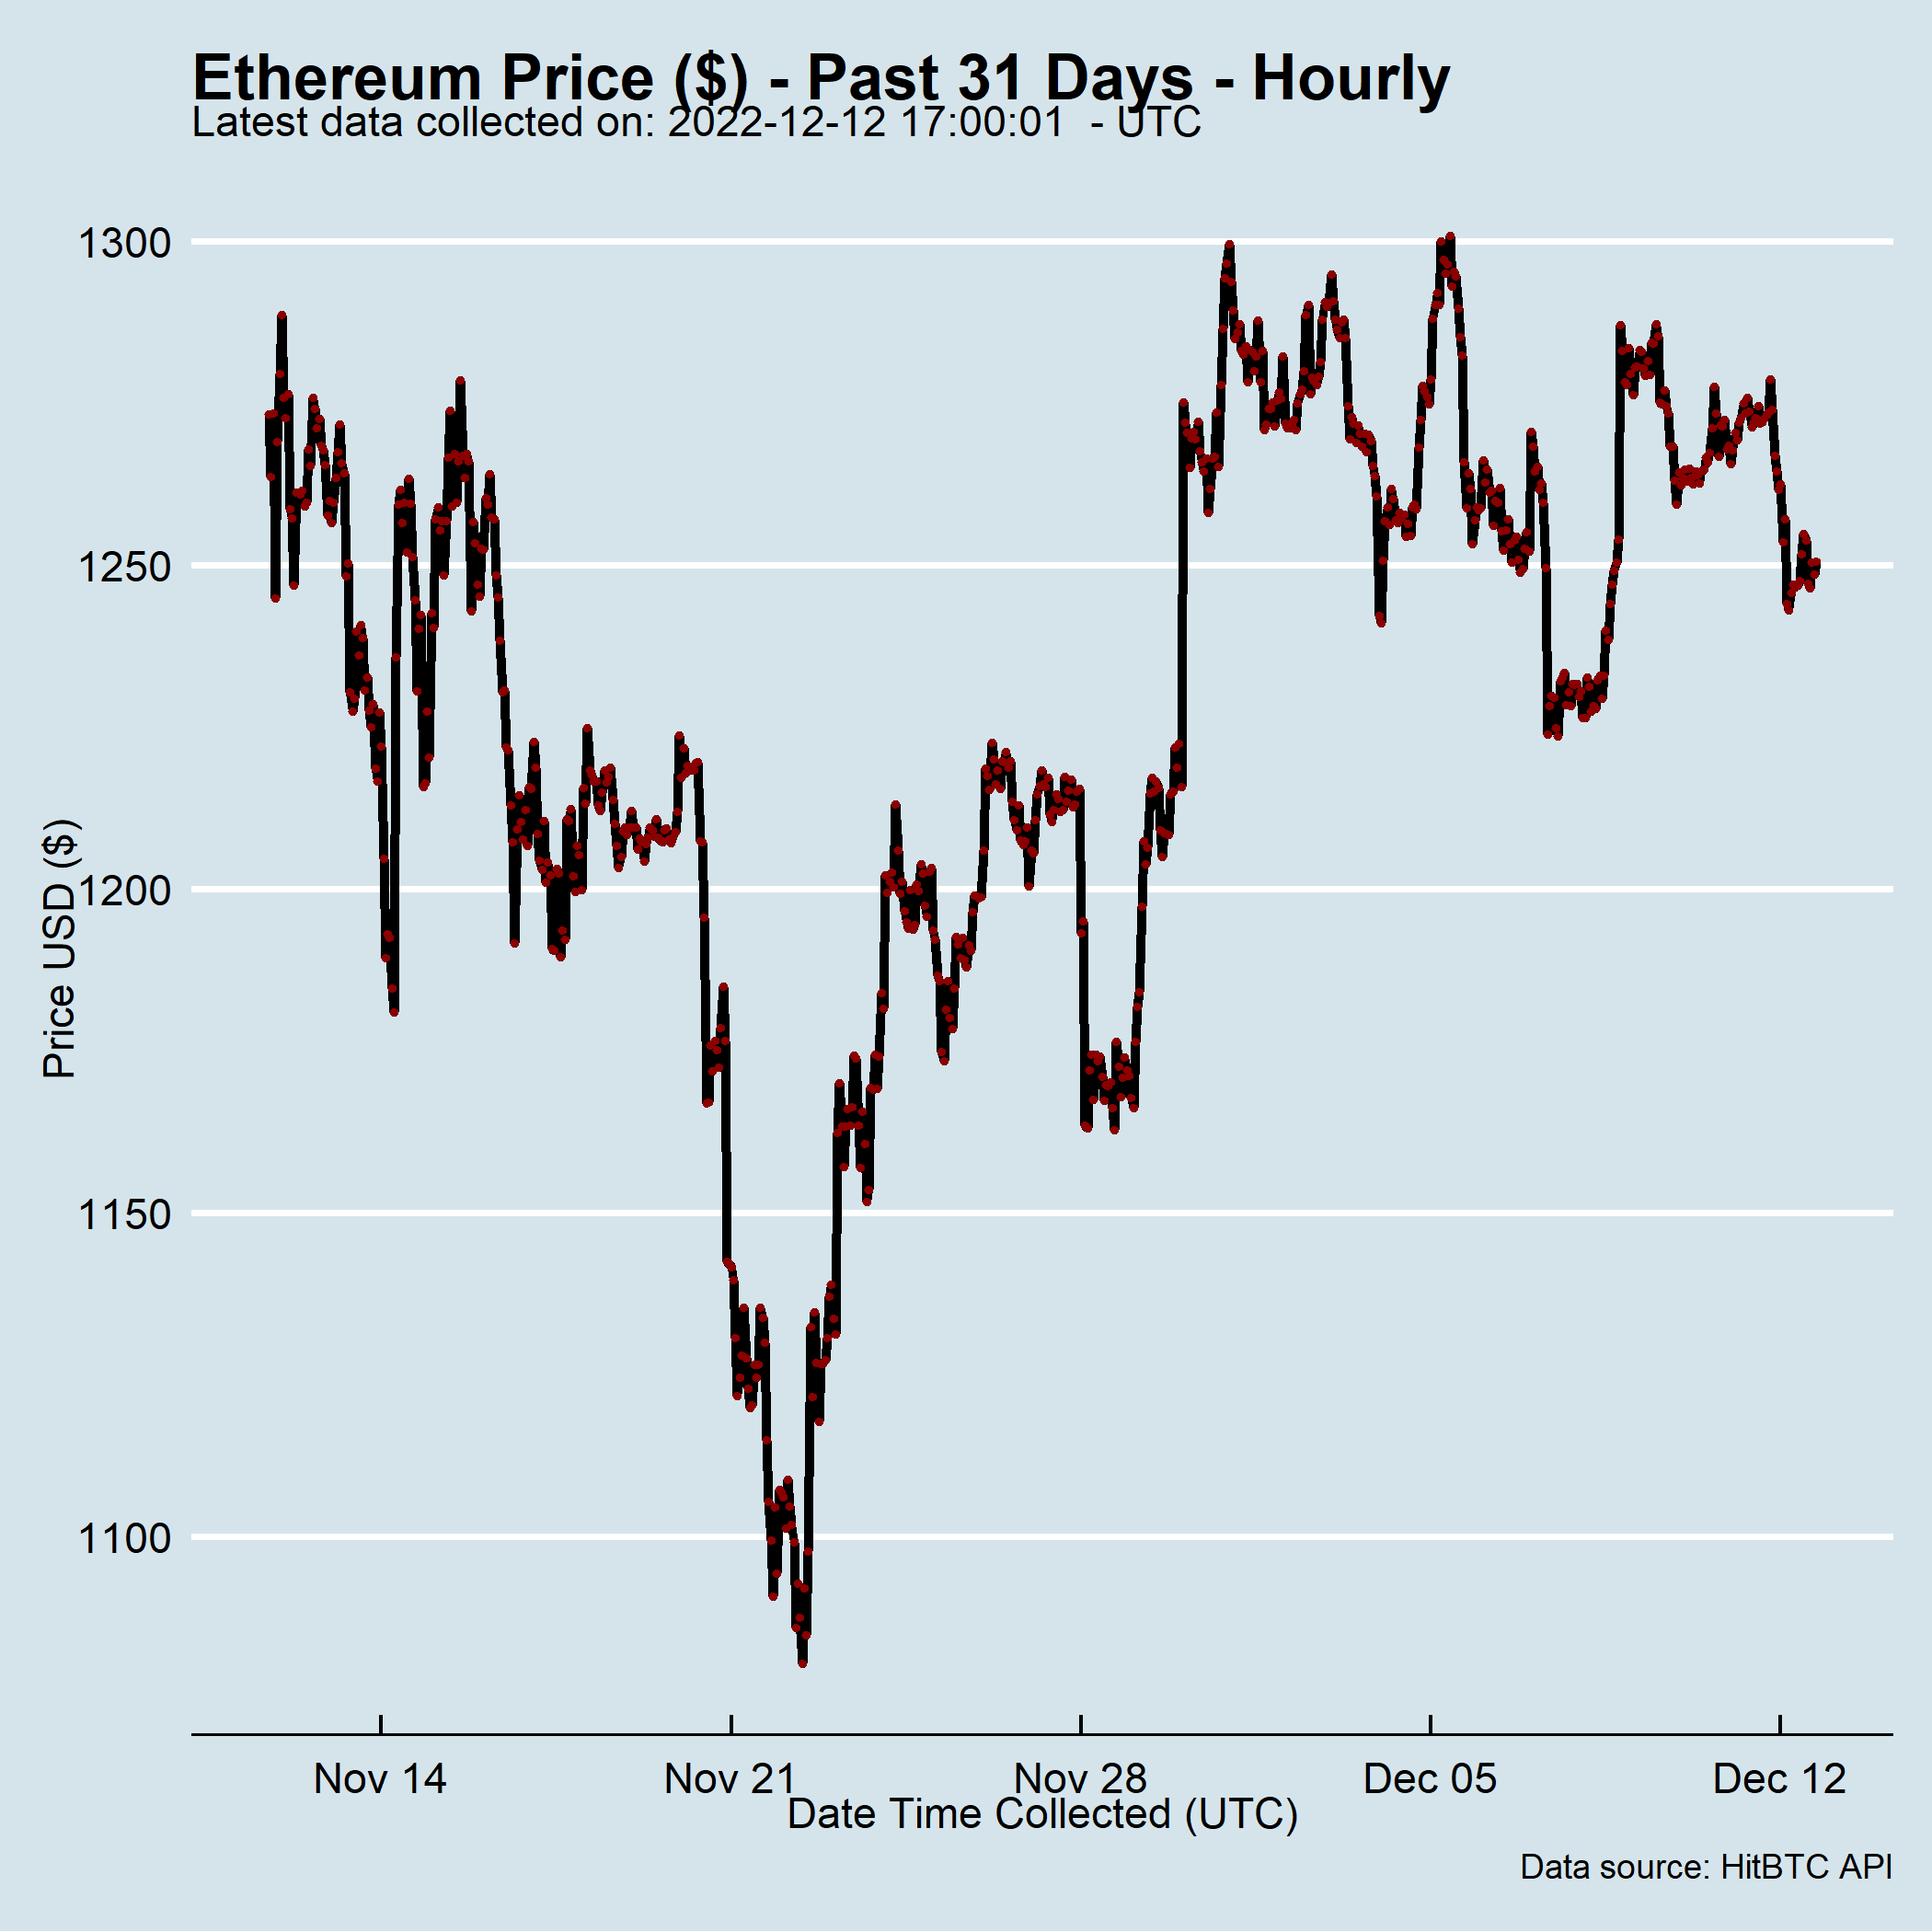 Ethereum Price ($) - Past 31 Days - Hourly
Latest data collected on: 2022-12-12 17:00:01  - UTC
1300
1250
1200
1150
1100
Price USD ($)
Nov 14
Nov 21
Nov 28
Dec 05
Dec 12
Date Time Collected (UTC)
Data source: HitBTC API